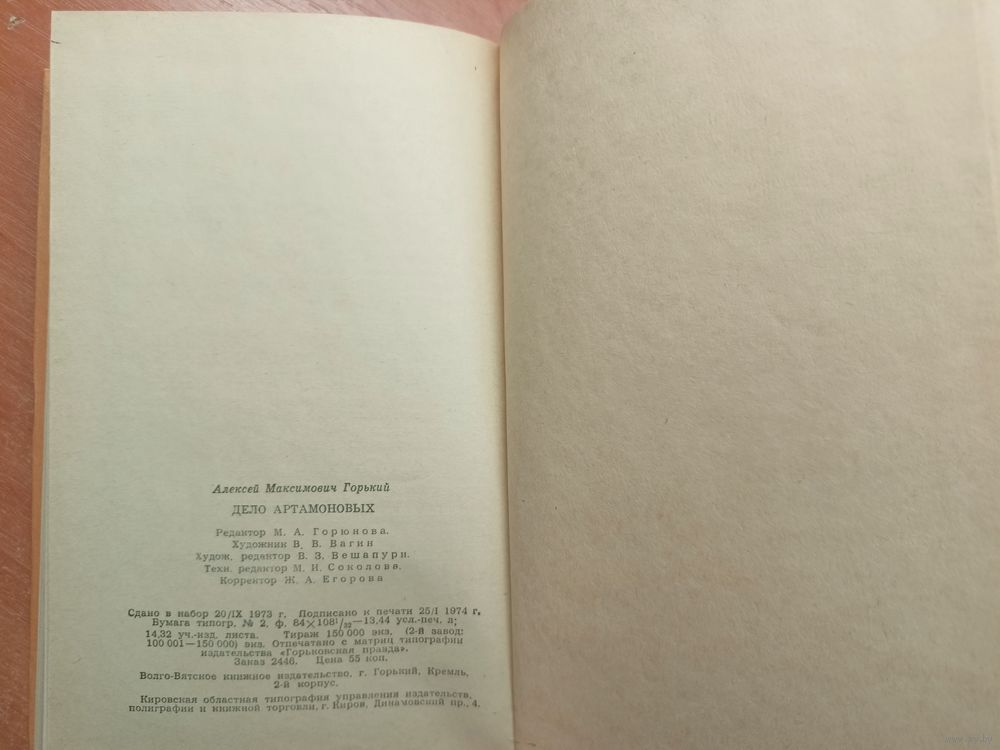 Алексей Максимович Горький
ДЕЛО АРТАМОНОВЫХ
Редактор М. А. Горюнова.
Художник В. В. Вагин
Худож. редактор В. З. Вешапури.
Техн. редактор М. И. Соколова.
Корректор Ж. А. Егорова
Сдано в набор 20/IX 1973 г. Подписано к печати 25/I 1974 г.
Бумага типогр. № 2, ф. 84×108¹/₃₂—13,44 усл.-печ. л;
14,32 уч.-изд. листа. Тираж 150 000 экз. (2-й завод:
100 001—150 000) экз. Отпечатано с матриц типографии
издательства «Горьковская правда».
Заказ 2446. Цена 55 коп.
Волго-Вятское книжное издательство, г. Горький, Кремль,
2-й корпус.
Кировская областная типография управления издательств,
полиграфии и книжной торговли, г. Киров, Динамовский пр., 4.